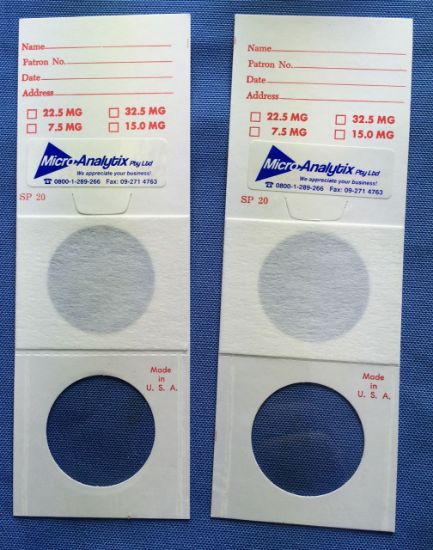 Name
Patron No.
Date
Address
22.5 MG 32.5 MG
7.5 MG 15.0 MG
Micro-Analytix Pty Ltd
We appreciate your business!
☎ 0800-1-289-266 Fax: 09-271 4763
SP 20
Made
in
U. S. A.
Name
Patron No.
Date
Address
22.5 MG 32.5 MG
7.5 MG 15.0 MG
Micro-Analytix Pty Ltd
We appreciate your business!
☎ 0800-1-289-266 Fax: 09-271 4763
SP 20
Made
in
U. S. A.